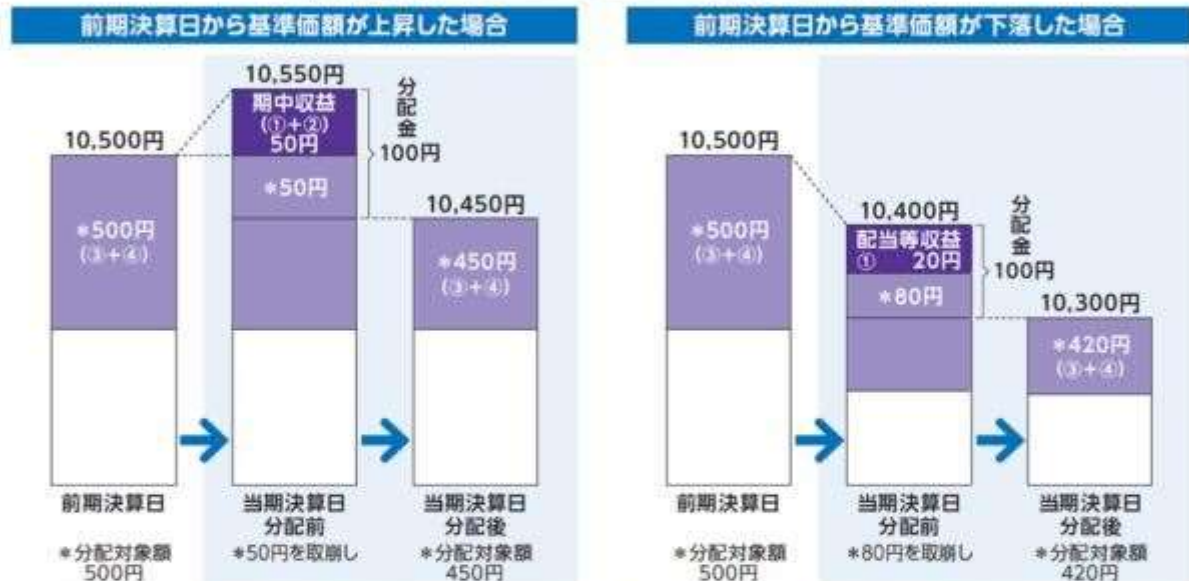 前期決算日から基準価額が上昇した場合
10,550円
期中収益
(①+②)
50円
分配金
100円
10,500円
*50円
10,450円
*500円
(③+④)
*450円
(③+④)
前期決算日
当期決算日
分配前
当期決算日
分配後
*分配対象額
500円
*50円を取崩し
*分配対象額
450円
前期決算日から基準価額が下落した場合
10,500円
10,400円
配当等収益
① 20円
分配金
100円
*500円
(③+④)
*80円
10,300円
*420円
(③+④)
前期決算日
当期決算日
分配前
当期決算日
分配後
*分配対象額
500円
*80円を取崩し
*分配対象額
420円